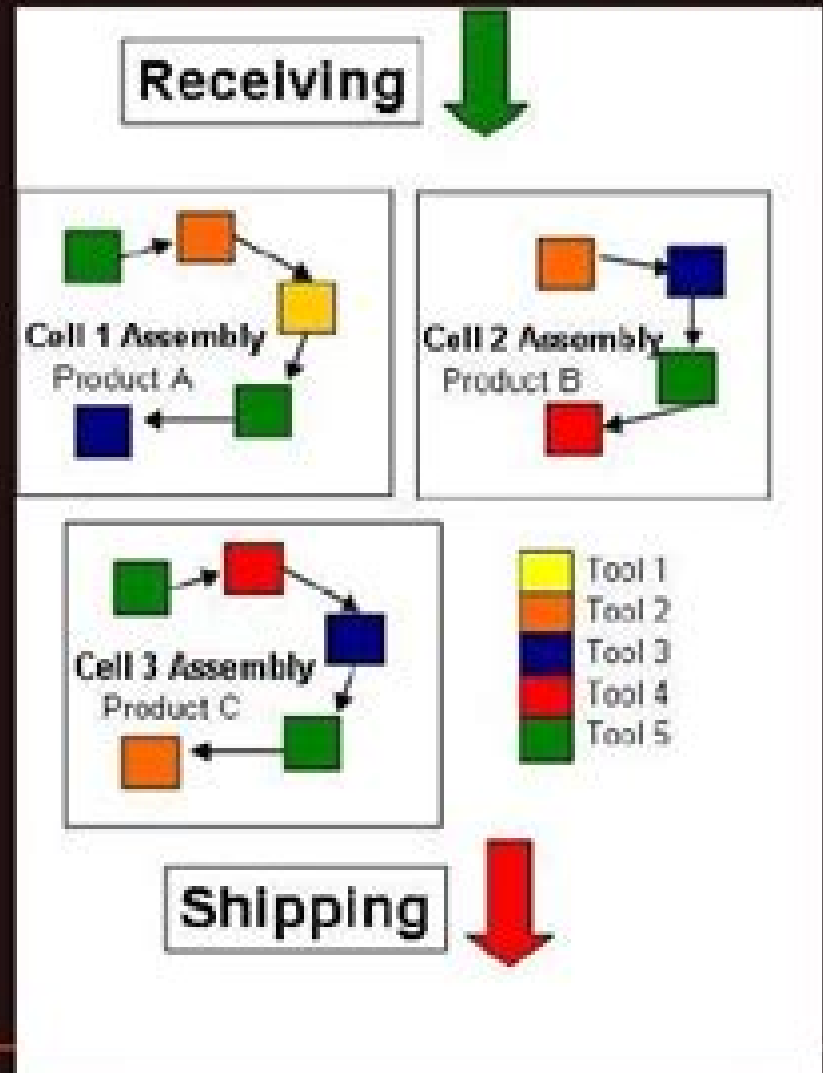 Receiving
Cell 1 Assembly
Product A
Cell 2 Assembly
Product B
Cell 3 Assembly
Product C
Tool 1
Tool 2
Tool 3
Tool 4
Tool 5
Shipping